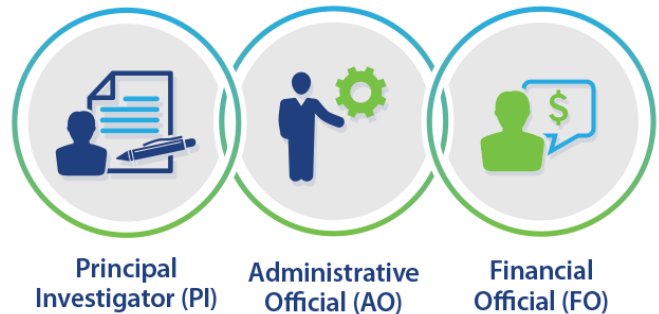 $
Principal
Investigator (PI)
Administrative
Official (AO)
Financial
Official (FO)